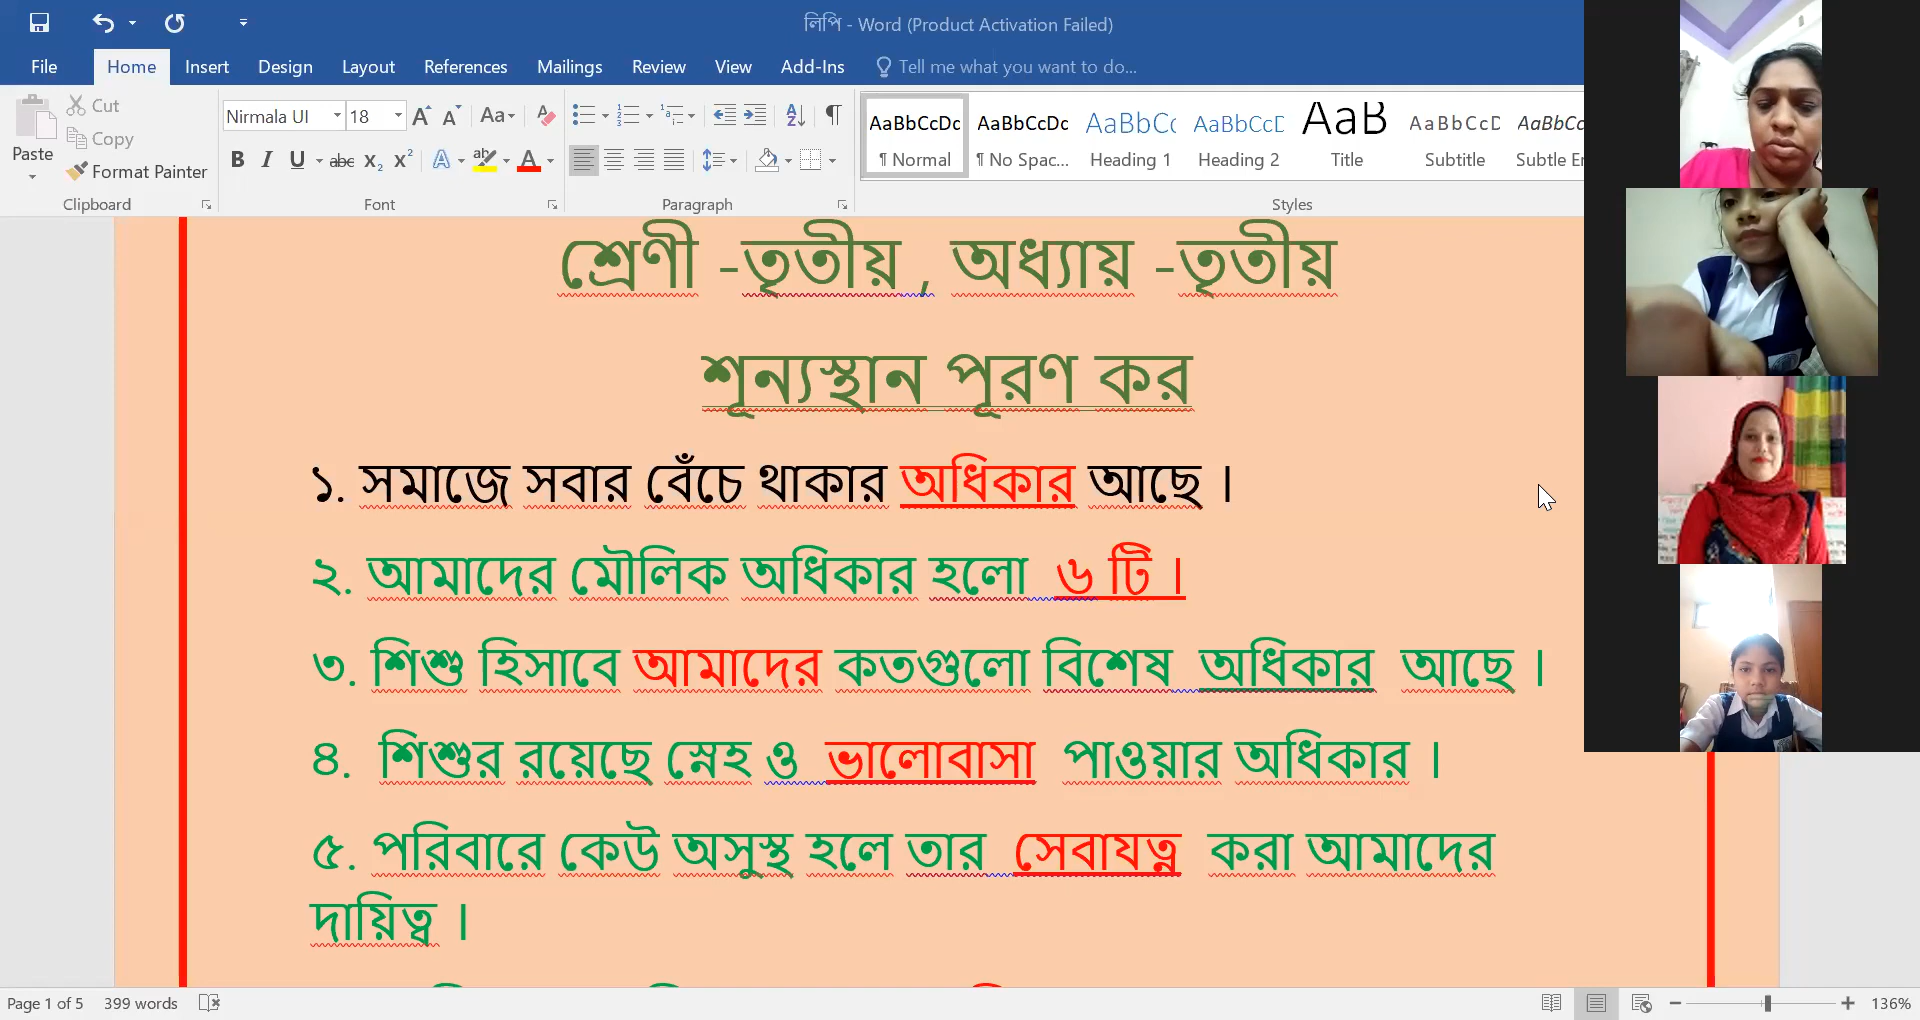 লিপি - Word (Product Activation Failed)
File Home Insert Design Layout References Mailings Review View Add-Ins Tell me what you want to do...
Paste Cut Copy Format Painter
Nirmala UI 18
AaBbCcDc AaBbCcDc AaBbCc AaBbCcD AaB AaBbCcD AaBbCc
¶ Normal ¶ No Spac... Heading 1 Heading 2 Title Subtitle Subtle
Clipboard Font Paragraph Styles
শ্রেণী -তৃতীয় , অধ্যায় -তৃতীয়
শূন্যস্থান পূরণ কর
১. সমাজে সবার বেঁচে থাকার অধিকার আছে ।
২. আমাদের মৌলিক অধিকার হলো ৬ টি ।
৩. শিশু হিসাবে আমাদের কতগুলো বিশেষ অধিকার আছে ।
৪. শিশুর রয়েছে স্নেহ ও ভালোবাসা পাওয়ার অধিকার ।
৫. পরিবারে কেউ অসুস্থ হলে তার সেবাযত্ন করা আমাদের
দায়িত্ব ।
Page 1 of 5 399 words 136%